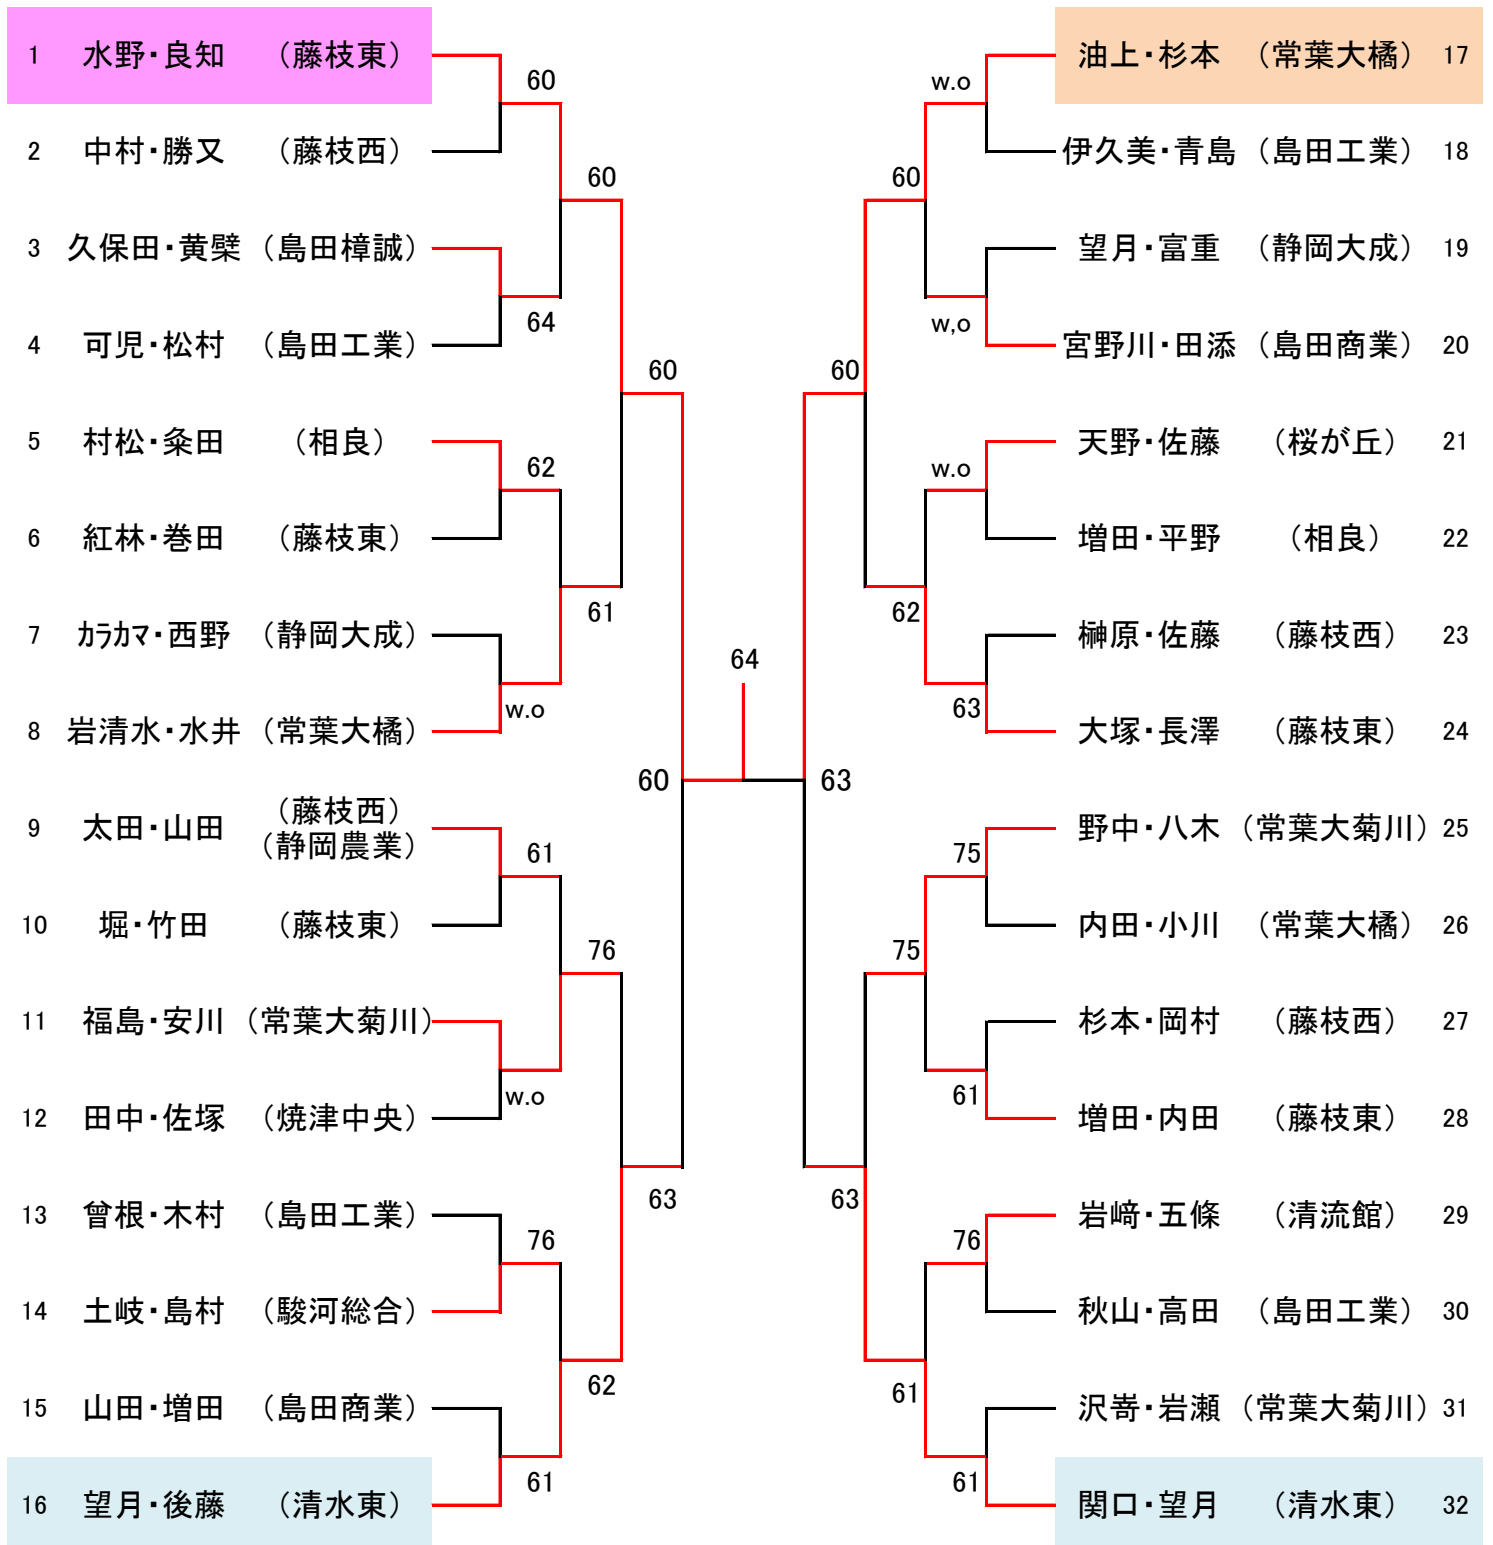 1 水野・良知 （藤枝東）
2 中村・勝又 （藤枝西）
3 久保田・黄檗 （島田樟誠）
4 可児・松村 （島田工業）
5 村松・粂田 （相良）
6 紅林・巻田 （藤枝東）
7 ｶﾗｶﾏ・西野 （静岡大成）
8 岩清水・水井 （常葉大橘）
9 太田・山田 （藤枝西）
（静岡農業）
10 堀・竹田 （藤枝東）
11 福島・安川 （常葉大菊川）
12 田中・佐塚 （焼津中央）
13 曾根・木村 （島田工業）
14 土岐・島村 （駿河総合）
15 山田・増田 （島田商業）
16 望月・後藤 （清水東）
60
64
62
w.o
61
w.o
76
61
60
61
76
62
60
63
60
64
63
60
63
60
62
75
61
w.o
w,o
w.o
63
75
61
76
61
油上・杉本 （常葉大橘） 17
伊久美・青島 （島田工業） 18
望月・富重 （静岡大成） 19
宮野川・田添 （島田商業） 20
天野・佐藤 （桜が丘） 21
増田・平野 （相良） 22
榊原・佐藤 （藤枝西） 23
大塚・長澤 （藤枝東） 24
野中・八木 （常葉大菊川） 25
内田・小川 （常葉大橘） 26
杉本・岡村 （藤枝西） 27
増田・内田 （藤枝東） 28
岩﨑・五條 （清流館） 29
秋山・高田 （島田工業） 30
沢嵜・岩瀬 （常葉大菊川） 31
関口・望月 （清水東） 32